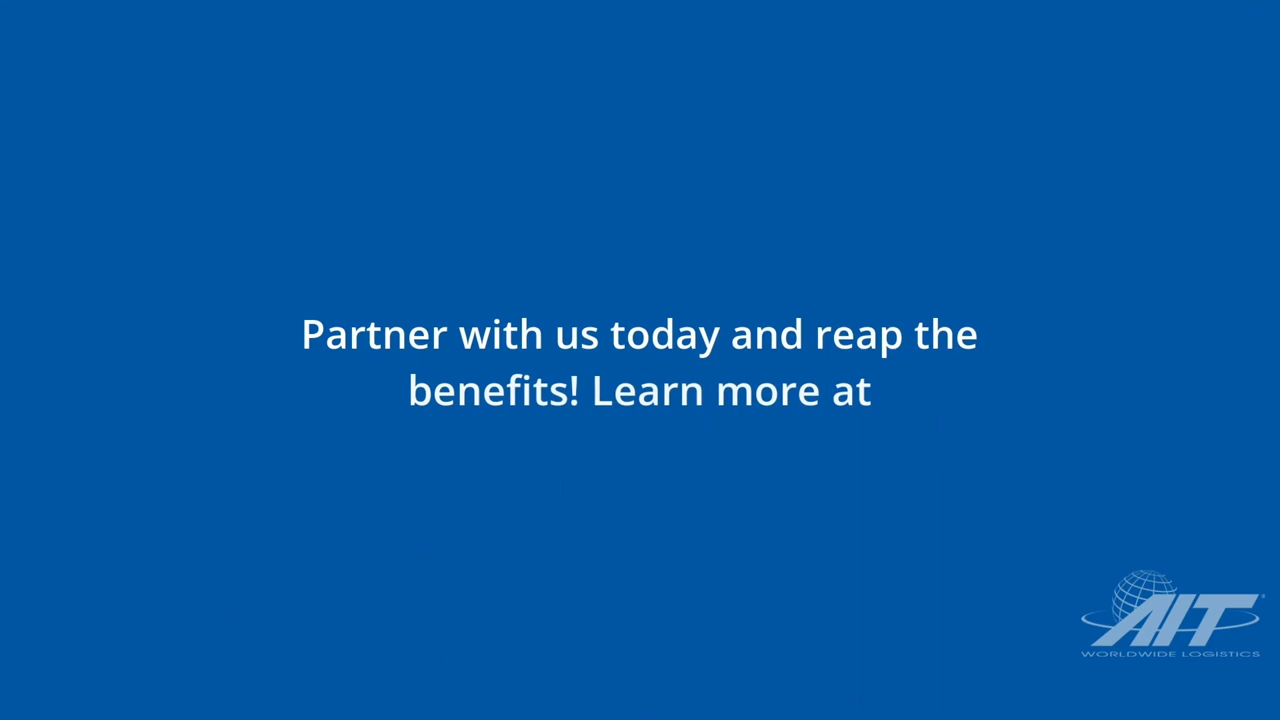 Partner with us today and reap the
benefits! Learn more at
AIT®
WORLDWIDE LOGISTICS